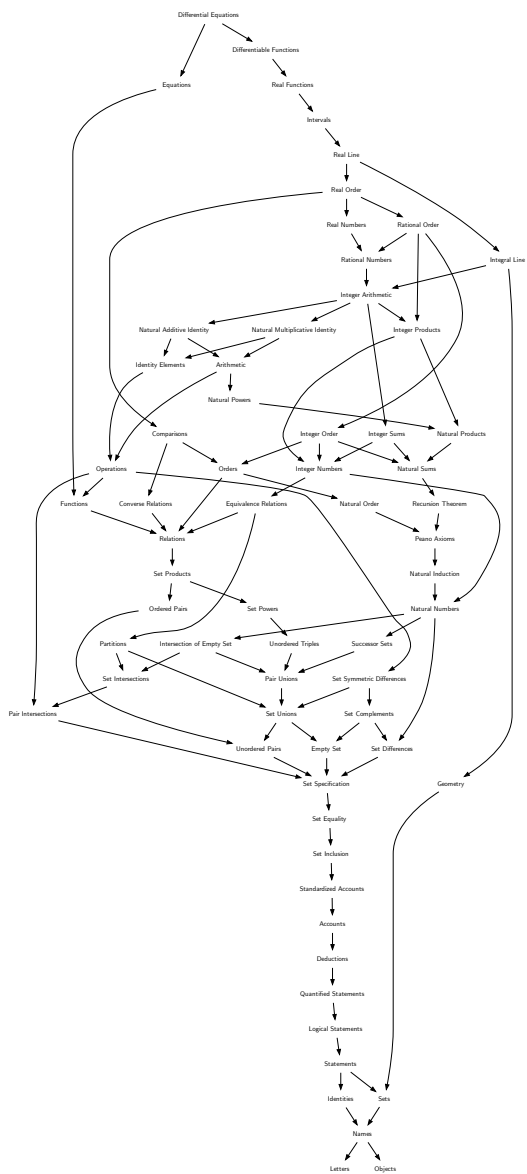 Differential Equations
Differentiable Functions
Equations
Real Functions
Intervals
Real Line
Real Order
Real Numbers
Rational Order
Rational Numbers
Integral Line
Integer Arithmetic
Natural Additive Identity
Natural Multiplicative Identity
Integer Products
Identity Elements
Arithmetic
Natural Powers
Comparisons
Integer Order
Integer Sums
Natural Products
Operations
Orders
Integer Numbers
Natural Sums
Functions
Converse Relations
Equivalence Relations
Natural Order
Recursion Theorem
Relations
Peano Axioms
Set Products
Natural Induction
Ordered Pairs
Set Powers
Natural Numbers
Partitions
Intersection of Empty Set
Unordered Triples
Successor Sets
Set Intersections
Pair Unions
Set Symmetric Differences
Pair Intersections
Set Unions
Set Complements
Unordered Pairs
Empty Set
Set Differences
Set Specification
Geometry
Set Equality
Set Inclusion
Standardized Accounts
Accounts
Deductions
Quantified Statements
Logical Statements
Statements
Identities
Sets
Names
Letters
Objects